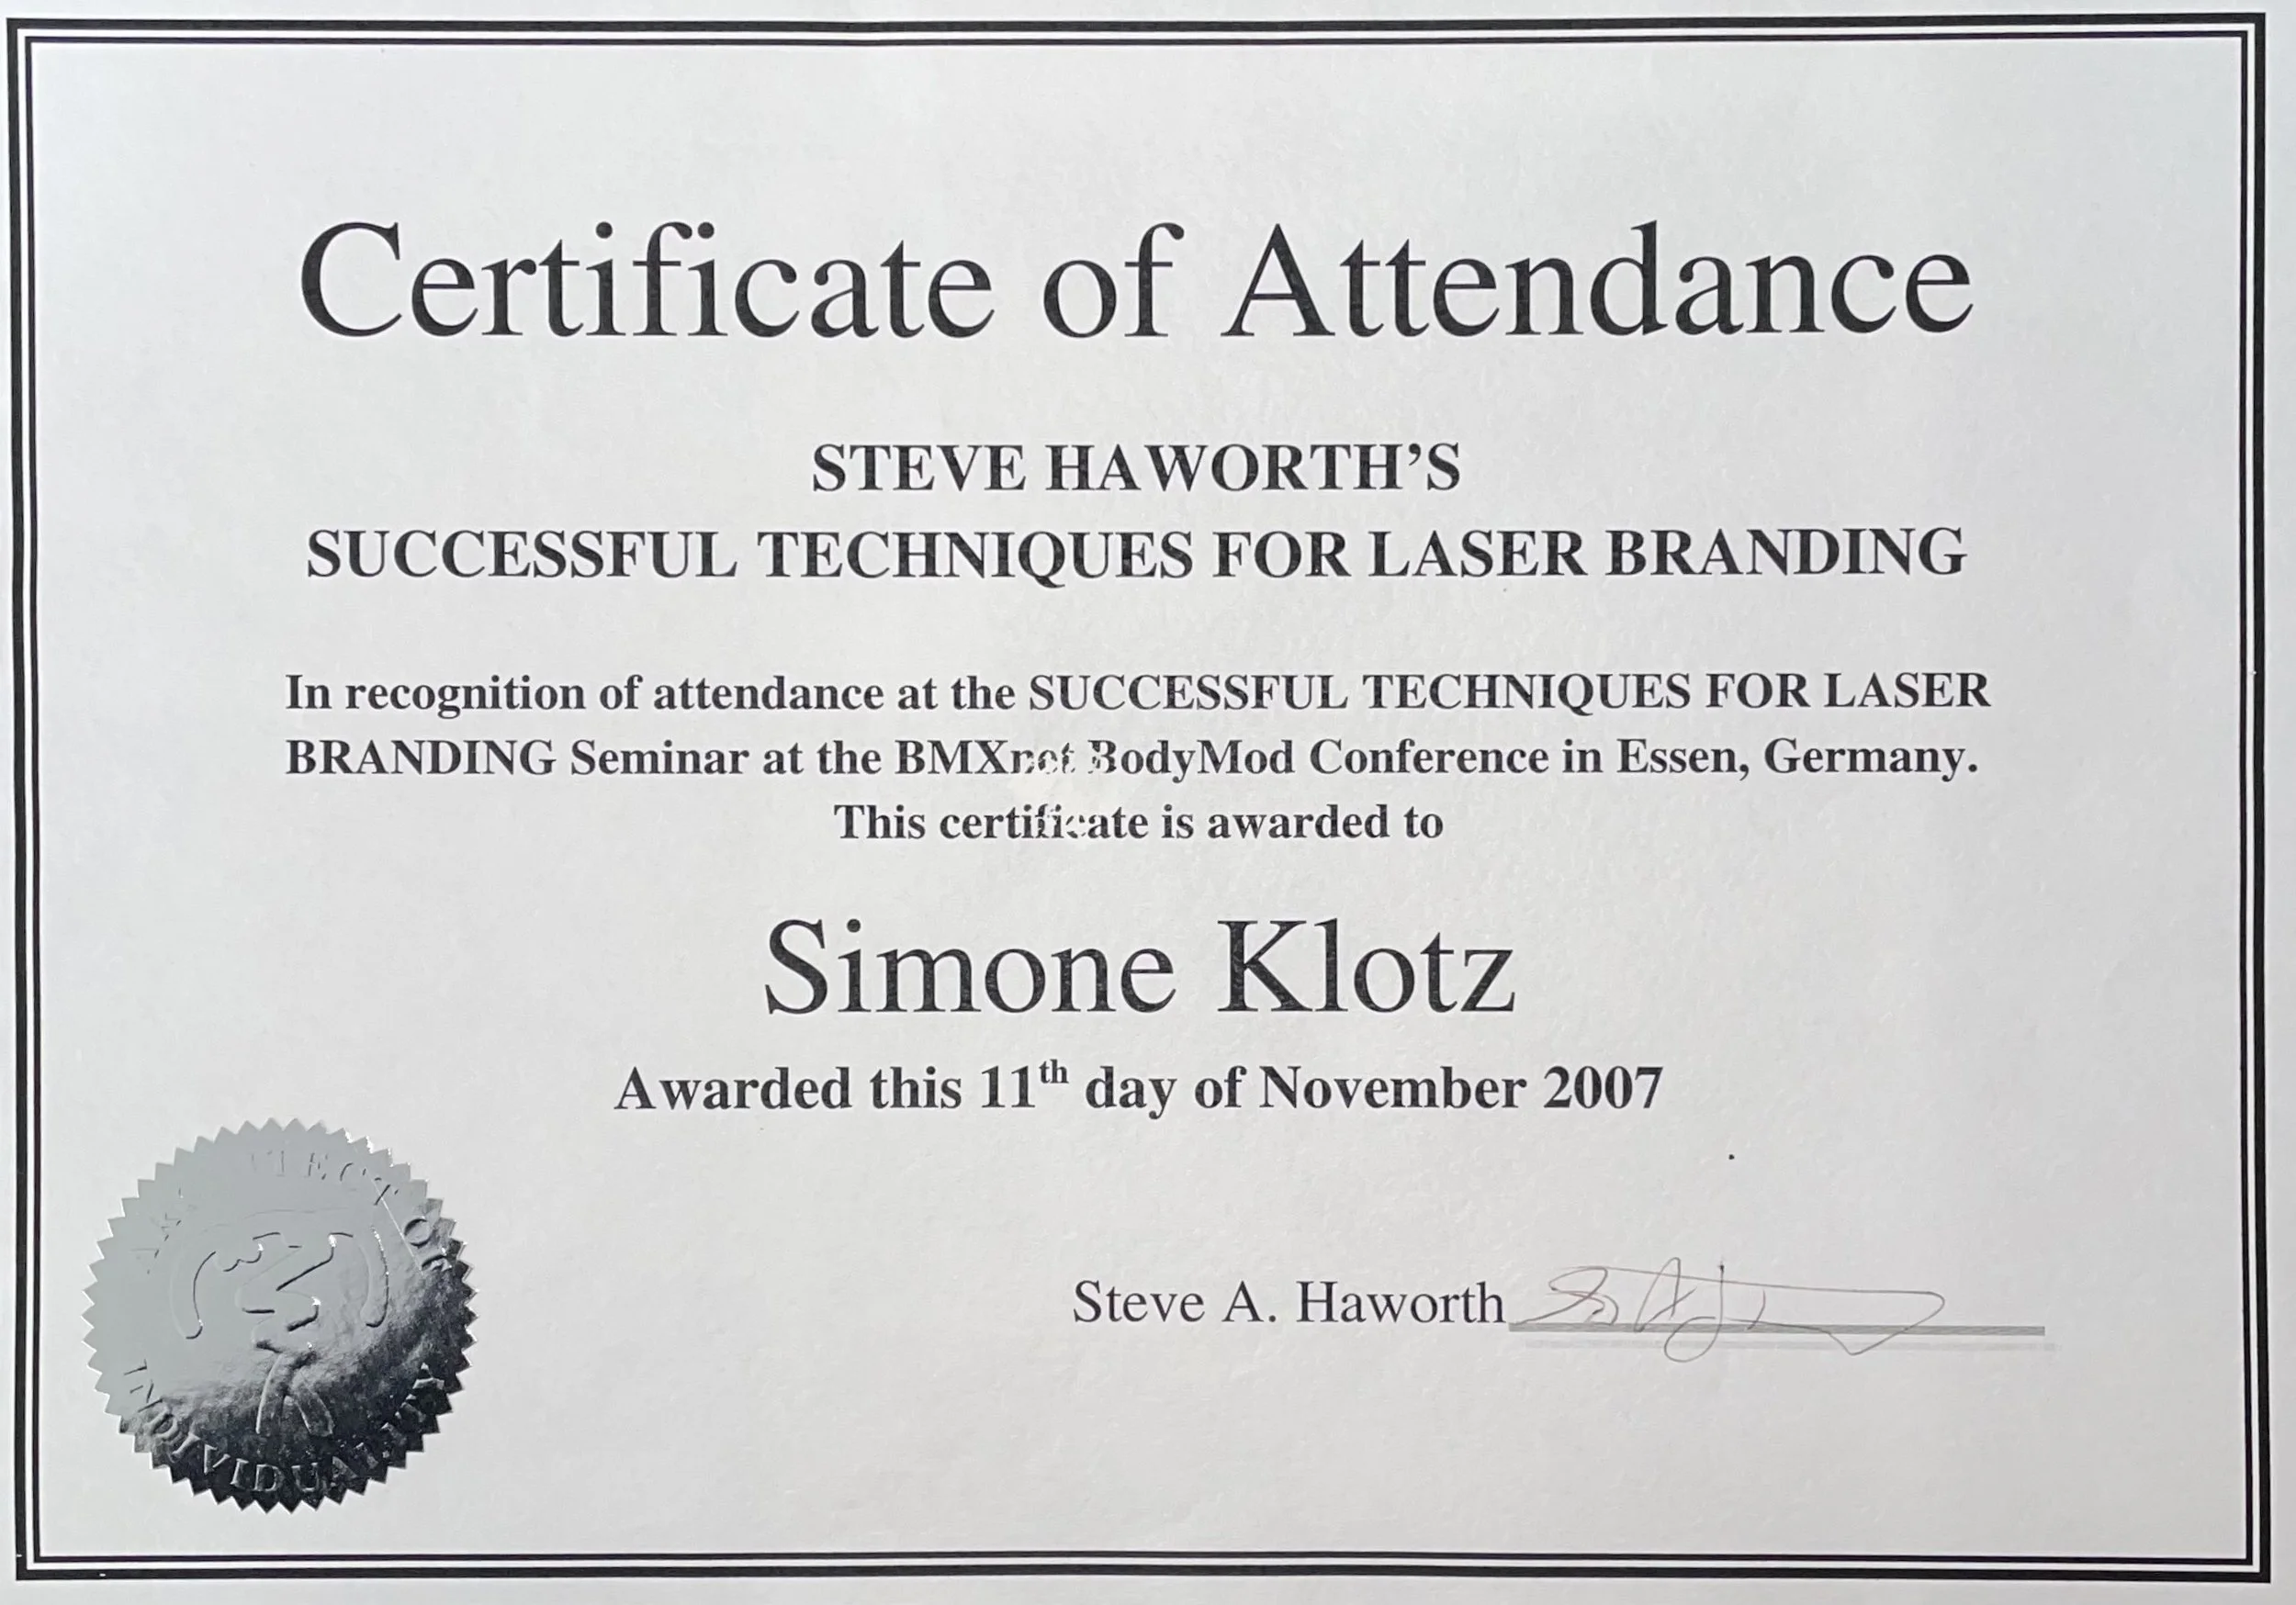 Certificate of Attendance
STEVE HAWORTH’S
SUCCESSFUL TECHNIQUES FOR LASER BRANDING
In recognition of attendance at the SUCCESSFUL TECHNIQUES FOR LASER
BRANDING Seminar at the BMXnet BodyMod Conference in Essen, Germany.
This certificate is awarded to
Simone Klotz
Awarded this 11th day of November 2007
Steve A. Haworth
INDIVIDUALITY